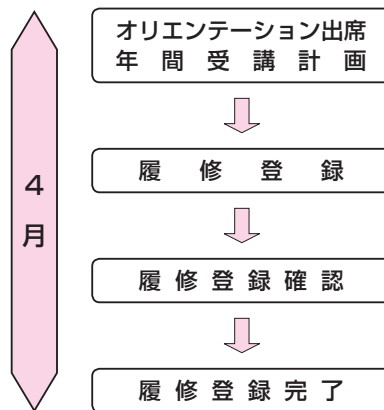 4月
オリエンテーション出席
年間受講計画
履修登録
履修登録確認
履修登録完了